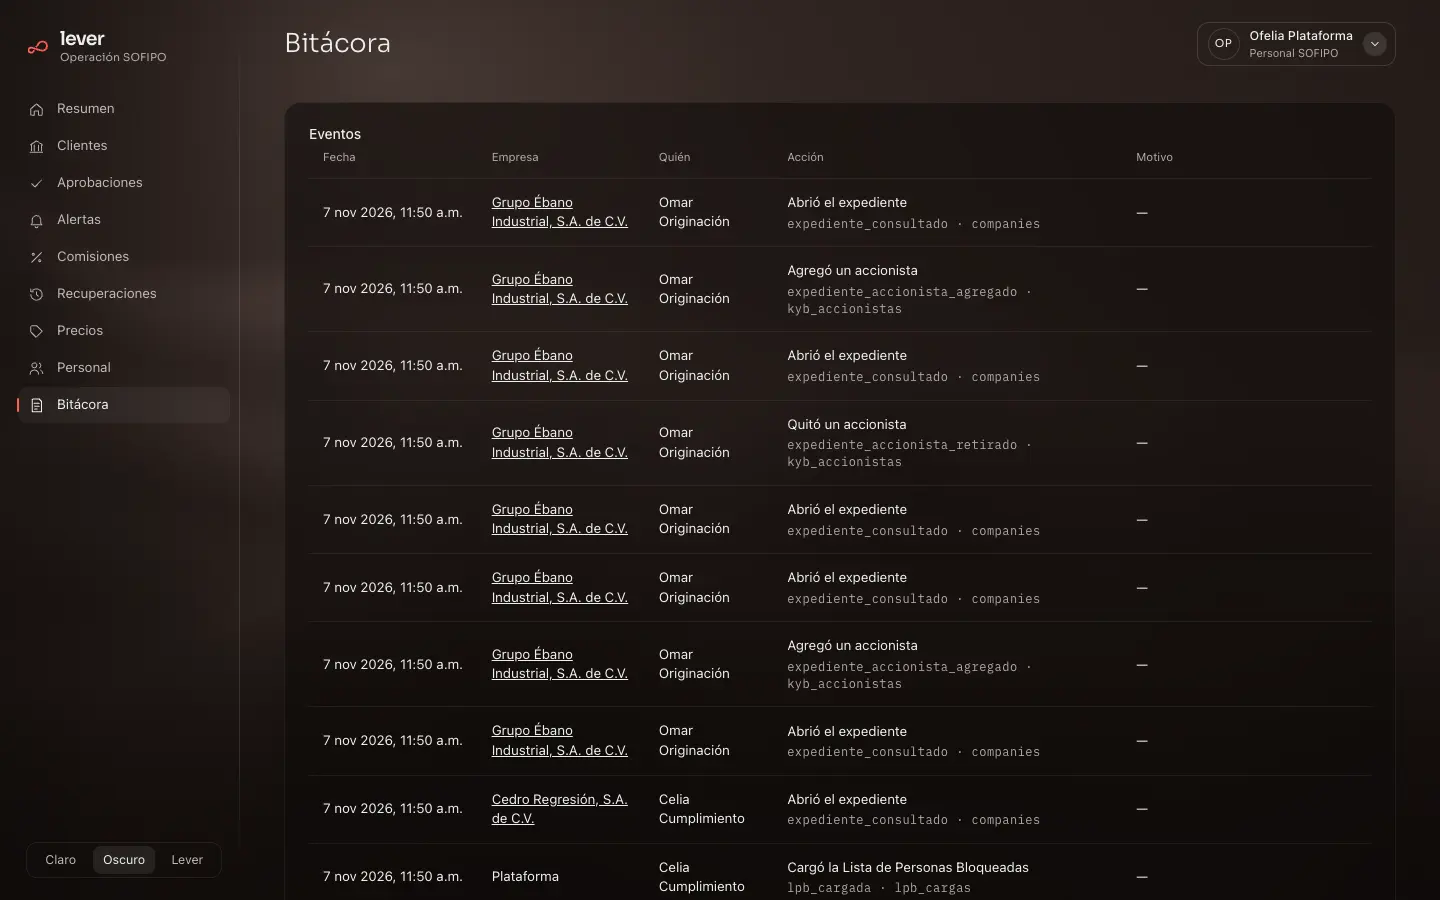 lever
Operación SOFIPO
Resumen
Clientes
Aprobaciones
Alertas
Comisiones
Recuperaciones
Precios
Personal
Bitácora
Claro
Oscuro
Lever
Bitácora
OP
Ofelia Plataforma
Personal SOFIPO
Eventos
Fecha
Empresa
Quién
Acción
Motivo
7 nov 2026, 11:50 a.m.
Grupo Ébano
Industrial, S.A. de C.V.
Omar
Originación
Abrió el expediente
expediente_consultado · companies
—
7 nov 2026, 11:50 a.m.
Grupo Ébano
Industrial, S.A. de C.V.
Omar
Originación
Agregó un accionista
expediente_accionista_agregado ·
kyb_accionistas
—
7 nov 2026, 11:50 a.m.
Grupo Ébano
Industrial, S.A. de C.V.
Omar
Originación
Abrió el expediente
expediente_consultado · companies
—
7 nov 2026, 11:50 a.m.
Grupo Ébano
Industrial, S.A. de C.V.
Omar
Originación
Quitó un accionista
expediente_accionista_retirado ·
kyb_accionistas
—
7 nov 2026, 11:50 a.m.
Grupo Ébano
Industrial, S.A. de C.V.
Omar
Originación
Abrió el expediente
expediente_consultado · companies
—
7 nov 2026, 11:50 a.m.
Grupo Ébano
Industrial, S.A. de C.V.
Omar
Originación
Abrió el expediente
expediente_consultado · companies
—
7 nov 2026, 11:50 a.m.
Grupo Ébano
Industrial, S.A. de C.V.
Omar
Originación
Agregó un accionista
expediente_accionista_agregado ·
kyb_accionistas
—
7 nov 2026, 11:50 a.m.
Grupo Ébano
Industrial, S.A. de C.V.
Omar
Originación
Abrió el expediente
expediente_consultado · companies
—
7 nov 2026, 11:50 a.m.
Cedro Regresión, S.A.
de C.V.
Celia
Cumplimiento
Abrió el expediente
expediente_consultado · companies
—
7 nov 2026, 11:50 a.m.
Plataforma
Celia
Cumplimiento
Cargó la Lista de Personas Bloqueadas
lpb_cargada · lpb_cargas
—